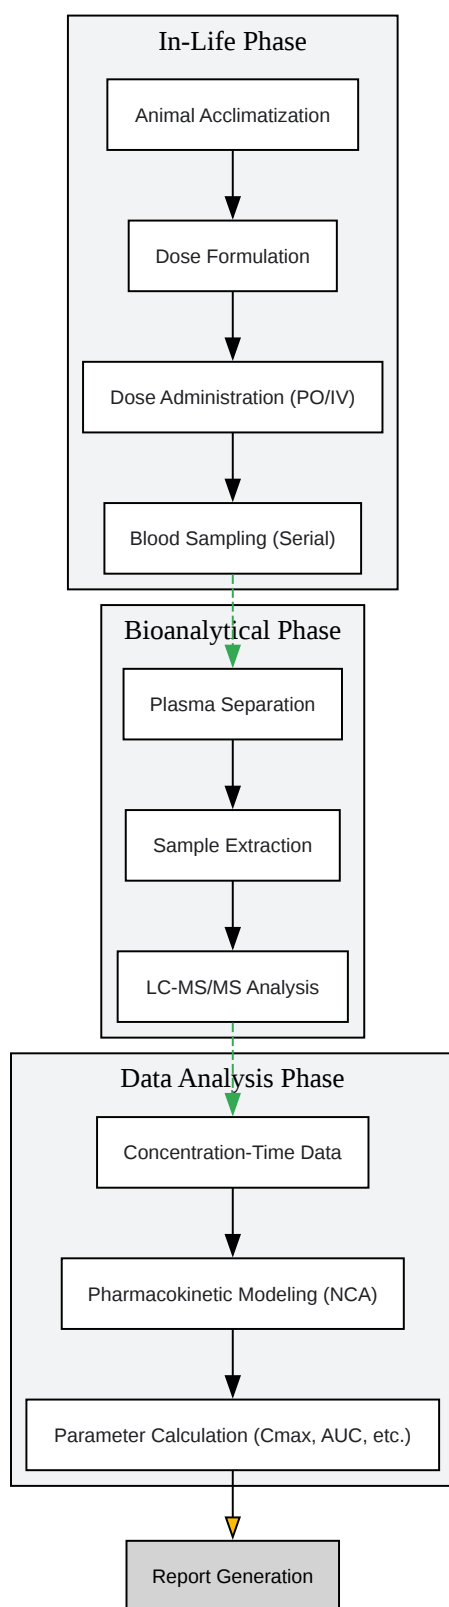 In-Life Phase
Animal Acclimatization
Dose Formulation
Dose Administration (PO/IV)
Blood Sampling (Serial)
Bioanalytical Phase
Plasma Separation
Sample Extraction
LC-MS/MS Analysis
Data Analysis Phase
Concentration-Time Data
Pharmacokinetic Modeling (NCA)
Parameter Calculation (Cmax, AUC, etc.)
Report Generation